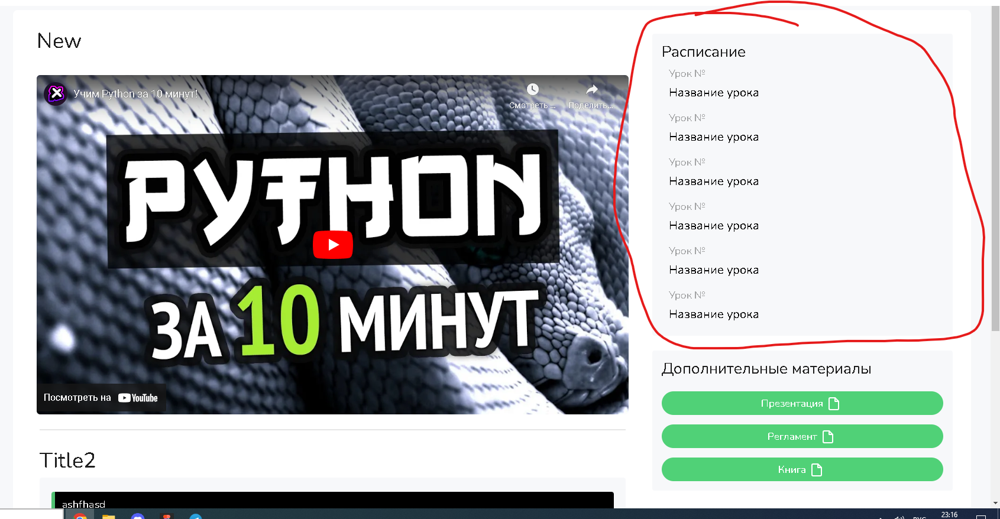 New
Учим Python за 10 минут!
Смотреть ...
Поделить...
PYTHON
ЗА 10 МИНУТ
Посмотреть на YouTube
Title2
ashfhasd
Расписание
Урок №
Название урока
Урок №
Название урока
Урок №
Название урока
Урок №
Название урока
Урок №
Название урока
Урок №
Название урока
Дополнительные материалы
Презентация
Регламент
Книга
РУС
23:16